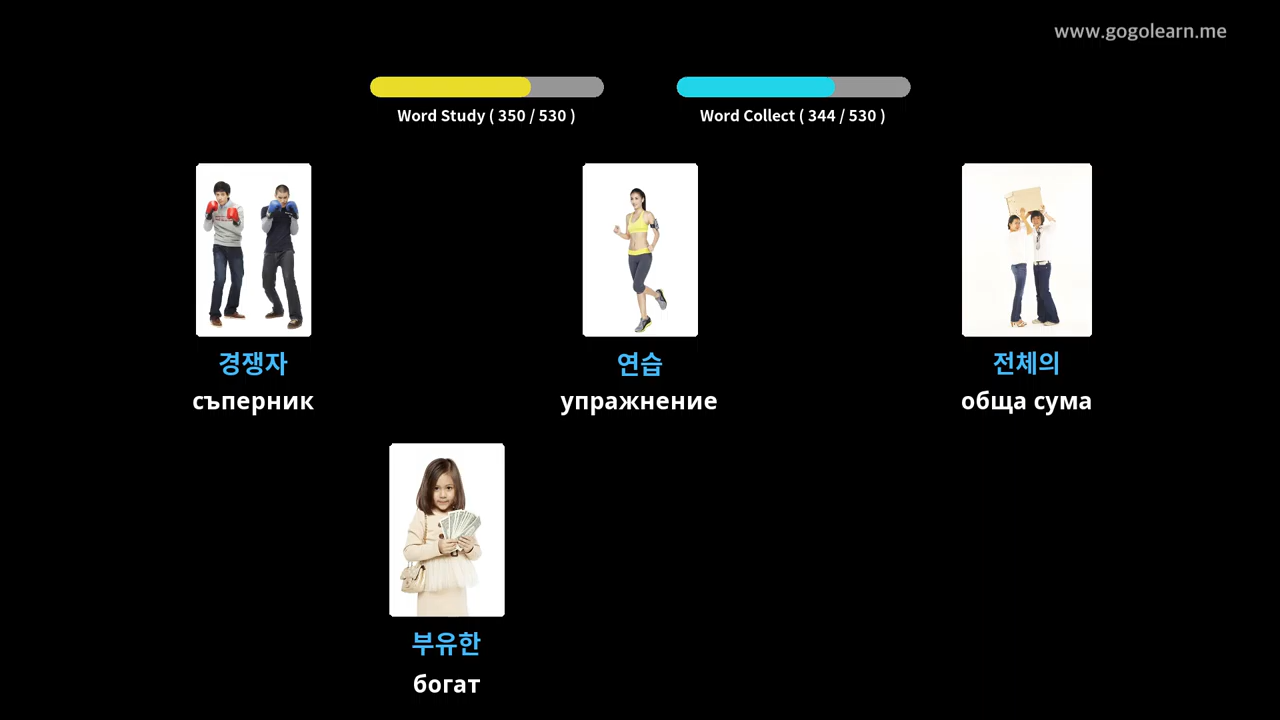 www.gogolearn.me
Word Study ( 350 / 530 )
Word Collect ( 344 / 530 )
경쟁자
съперник
연습
упражнение
전체의
обща сума
부유한
богат